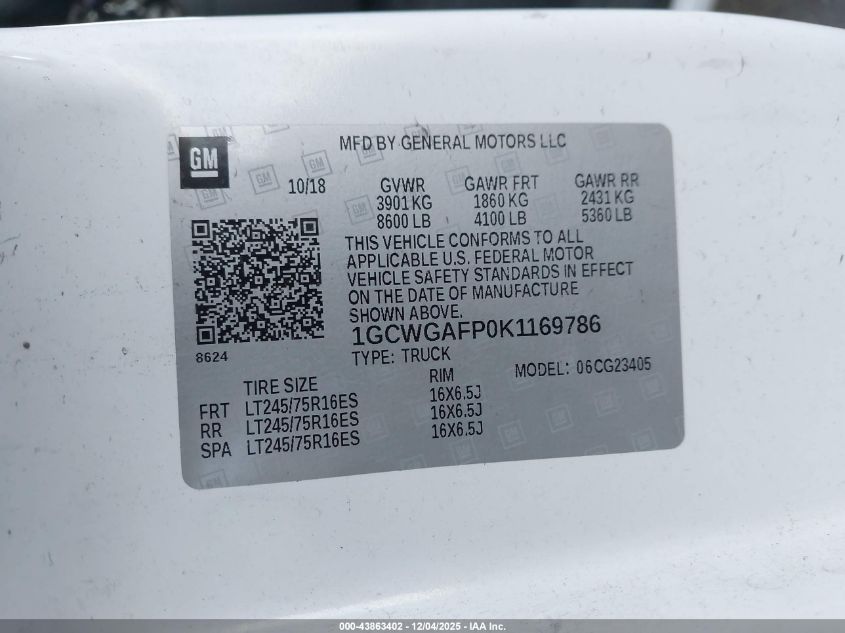 MFD BY GENERAL MOTORS LLC
GM
10/18 GVWR GAWR FRT GAWR RR
3901 KG 1860 KG 2431 KG
8600 LB 4100 LB 5360 LB
THIS VEHICLE CONFORMS TO ALL
APPLICABLE U.S. FEDERAL MOTOR
VEHICLE SAFETY STANDARDS IN EFFECT
ON THE DATE OF MANUFACTURE
SHOWN ABOVE.
1GCWGAFP0K1169786
8624
TYPE: TRUCK MODEL: 06CG23405
TIRE SIZE RIM
FRT LT245/75R16ES 16X6.5J
RR LT245/75R16ES 16X6.5J
SPA LT245/75R16ES 16X6.5J
000-43863402 - 12/04/2025 - IAA Inc.